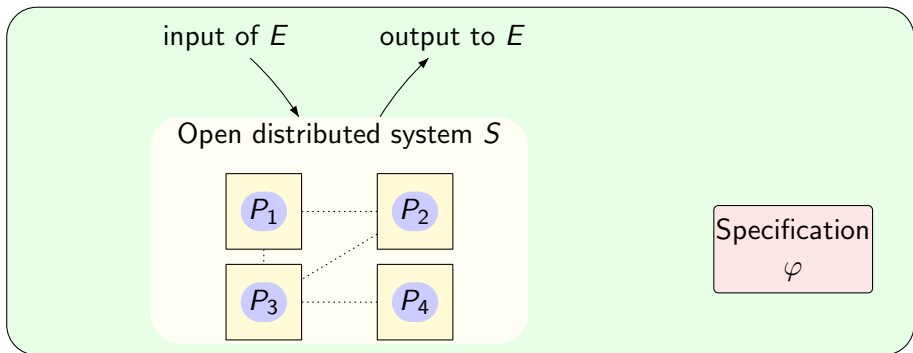 input of E
output to E
Open distributed system S
P₁
P₂
P₃
P₄
Specification
φ